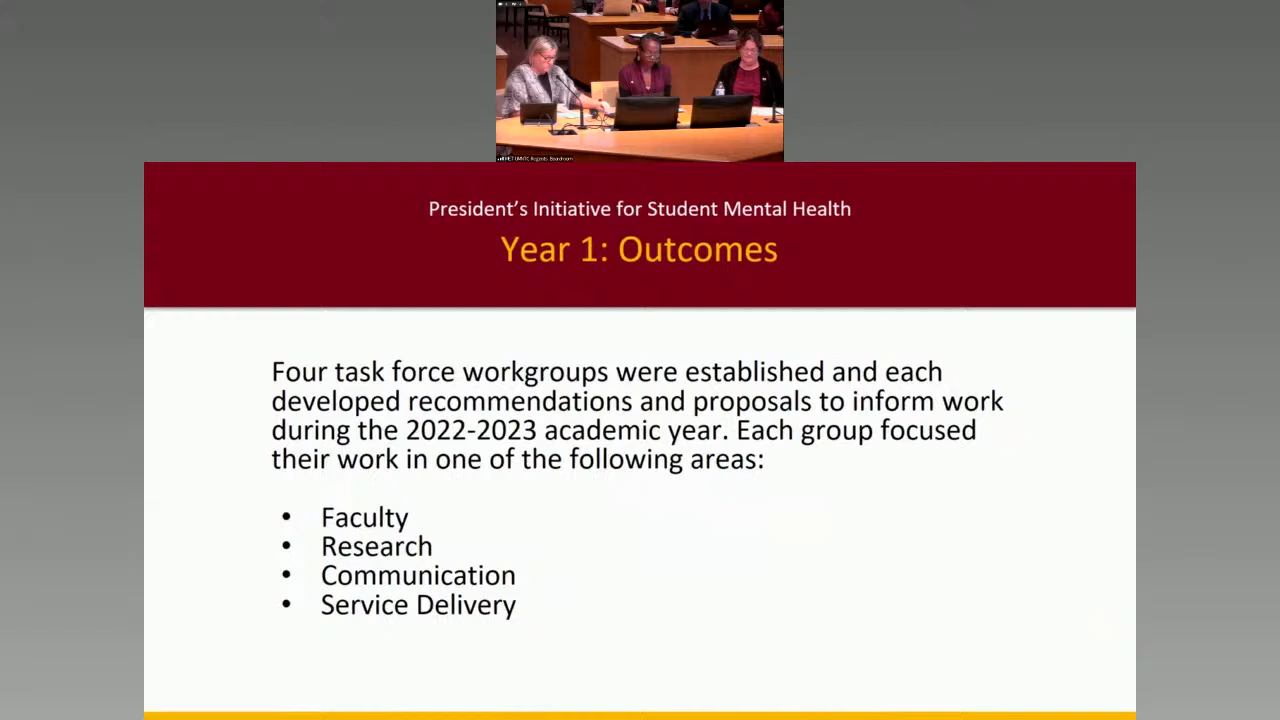 President's Initiative for Student Mental Health
Year 1: Outcomes
Four task force workgroups were established and each
developed recommendations and proposals to inform work
during the 2022-2023 academic year. Each group focused
their work in one of the following areas:
• Faculty
• Research
• Communication
• Service Delivery